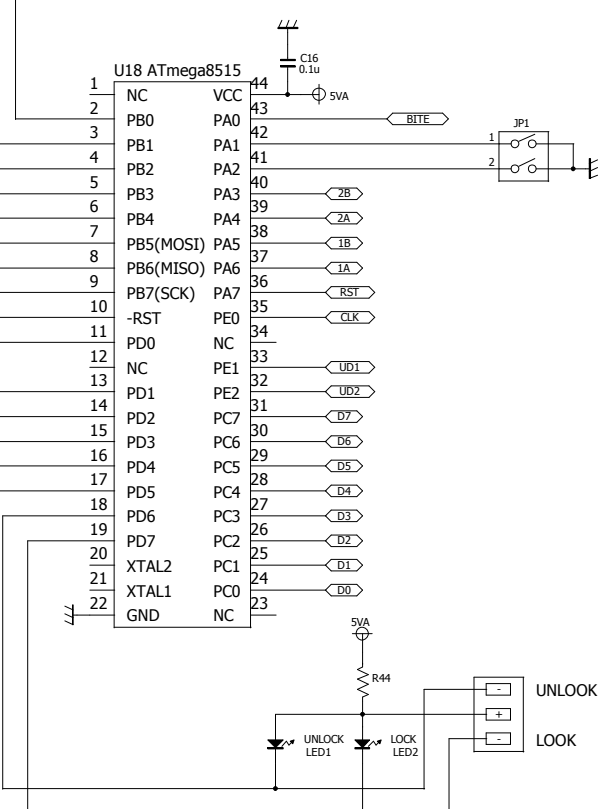 C16
0.1u
U18 ATmega8515
5VA
1 NC VCC 44
2 PB0 PA0 43 BITE
3 PB1 PA1 42
4 PB2 PA2 41
JP1
1
2
5 PB3 PA3 40 2B
6 PB4 PA4 39 2A
7 PB5(MOSI) PA5 38 1B
8 PB6(MISO) PA6 37 1A
9 PB7(SCK) PA7 36 RST
10 -RST PE0 35 CLK
11 PD0 NC 34
12 NC PE1 33 UD1
13 PD1 PE2 32 UD2
14 PD2 PC7 31 D7
15 PD3 PC6 30 D6
16 PD4 PC5 29 D5
17 PD5 PC4 28 D4
18 PD6 PC3 27 D3
19 PD7 PC2 26 D2
20 XTAL2 PC1 25 D1
21 XTAL1 PC0 24 D0
22 GND NC 23
5VA
R44
- UNLOOK
+
- LOOK
UNLOCK
LED1
LOCK
LED2